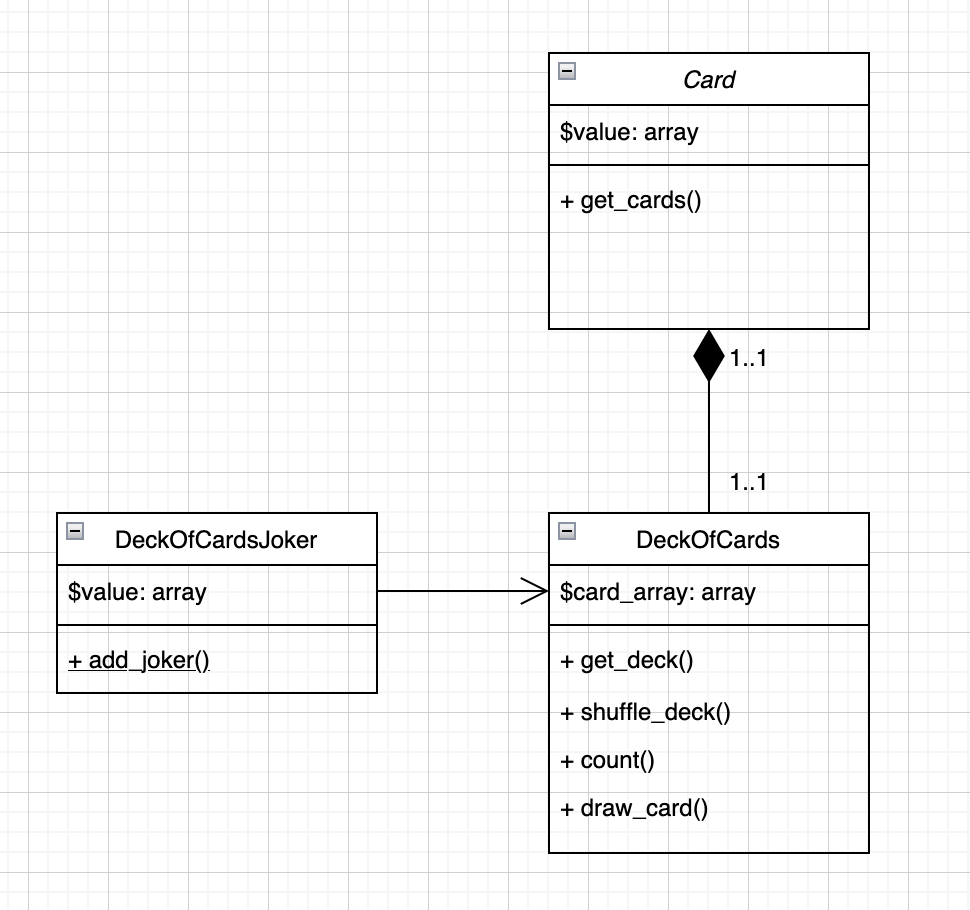 Card
$value: array
+ get_cards()
1..1
1..1
DeckOfCardsJoker
$value: array
+ add_joker()
DeckOfCards
$card_array: array
+ get_deck()
+ shuffle_deck()
+ count()
+ draw_card()